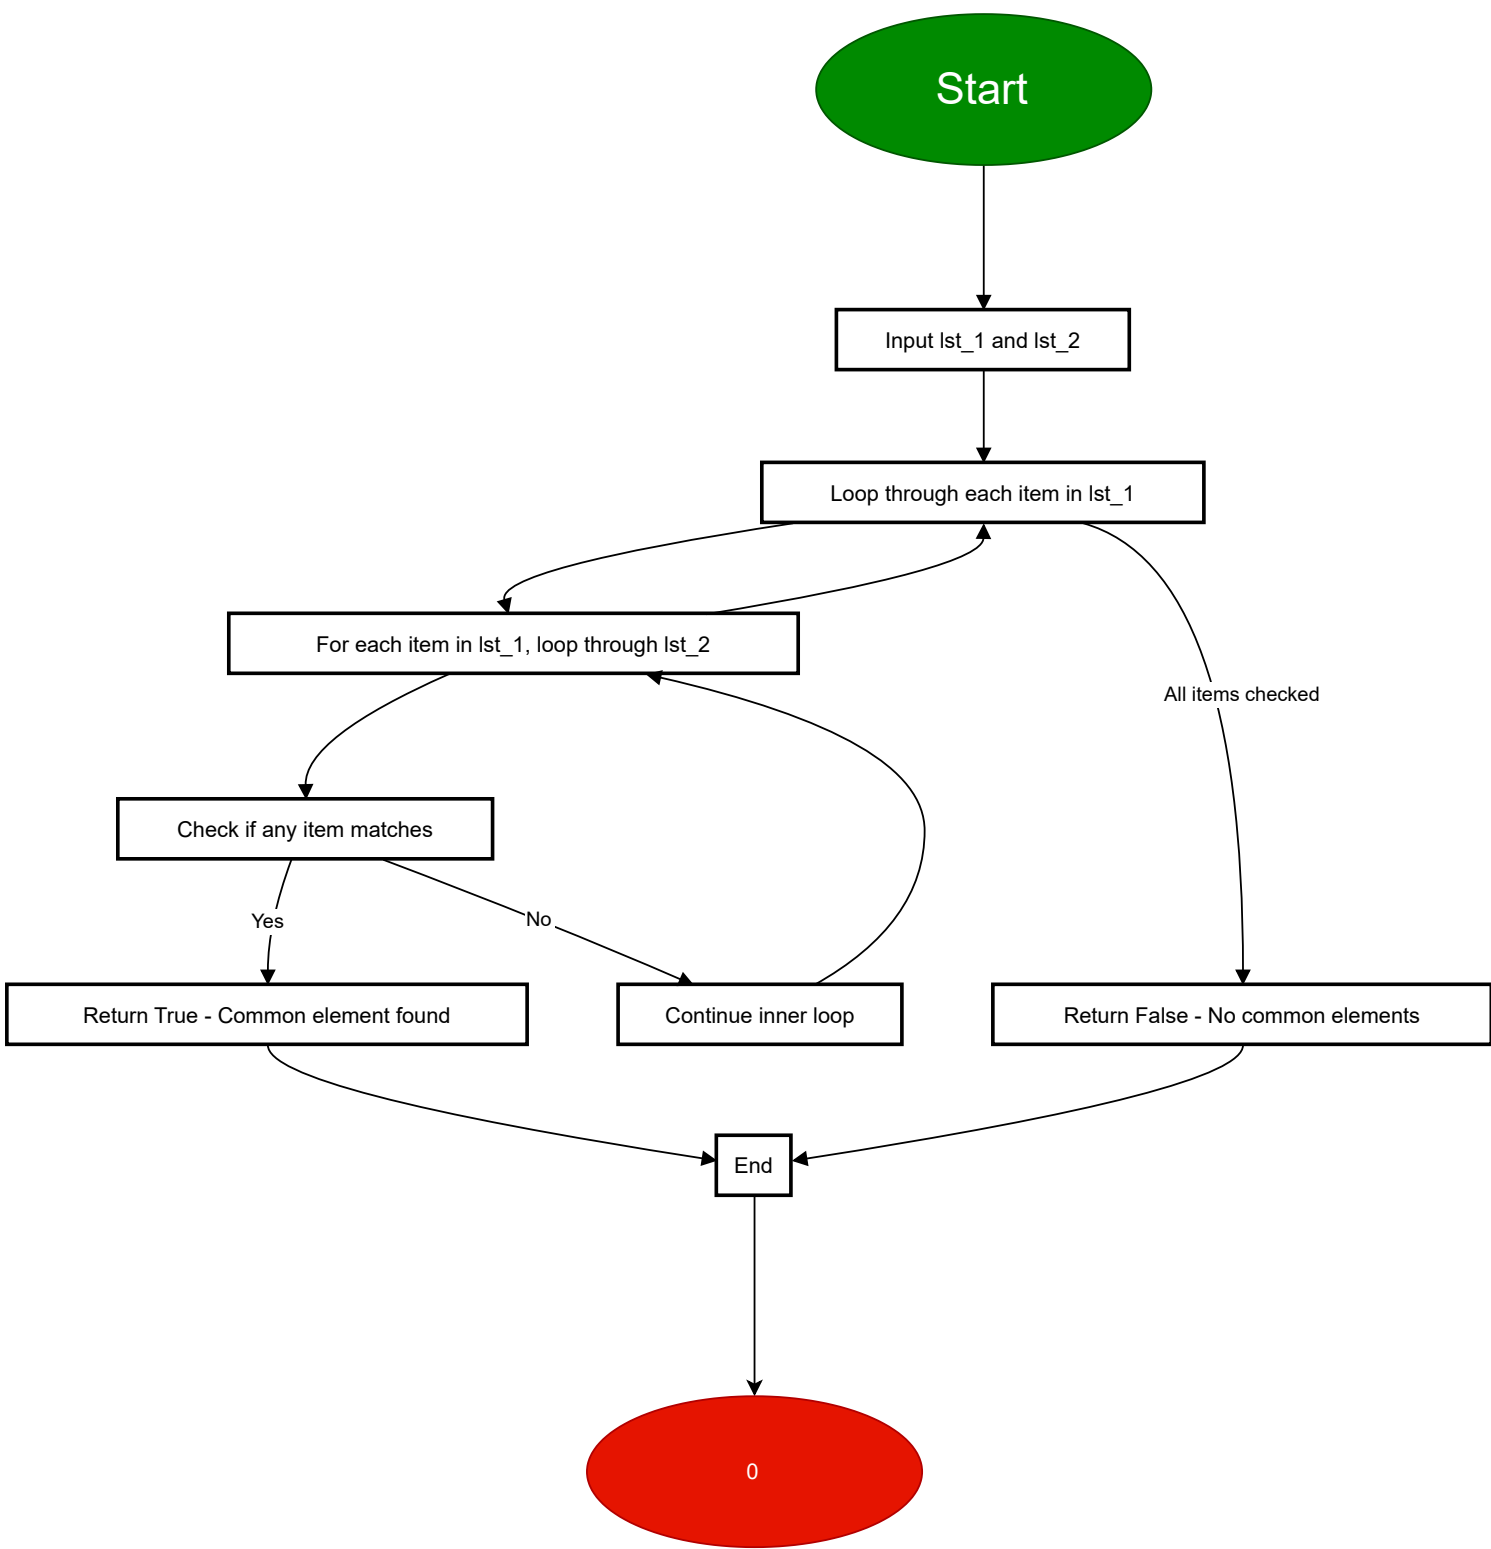 Start
Input lst_1 and lst_2
Loop through each item in lst_1
For each item in lst_1, loop through lst_2
All items checked
Check if any item matches
Yes
No
Return True - Common element found
Continue inner loop
Return False - No common elements
End
0